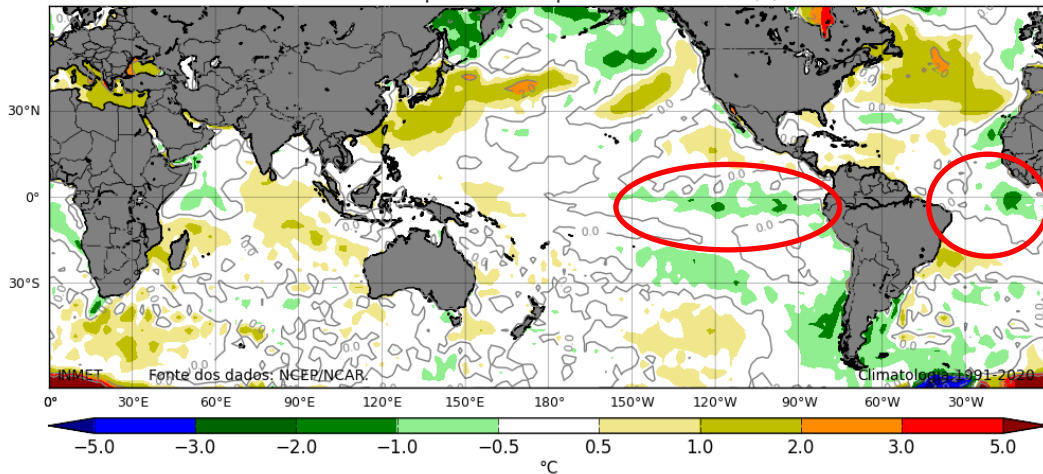 30°N
0°
30°S
0.0
INMET Fonte dos dados: NCEP/NCAR. Climatologia 1991-2020
0° 30°E 60°E 90°E 120°E 150°E 180° 150°W 120°W 90°W 60°W 30°W
−5.0 −3.0 −2.0 −1.0 −0.5 0.5 1.0 2.0 3.0 5.0
°C